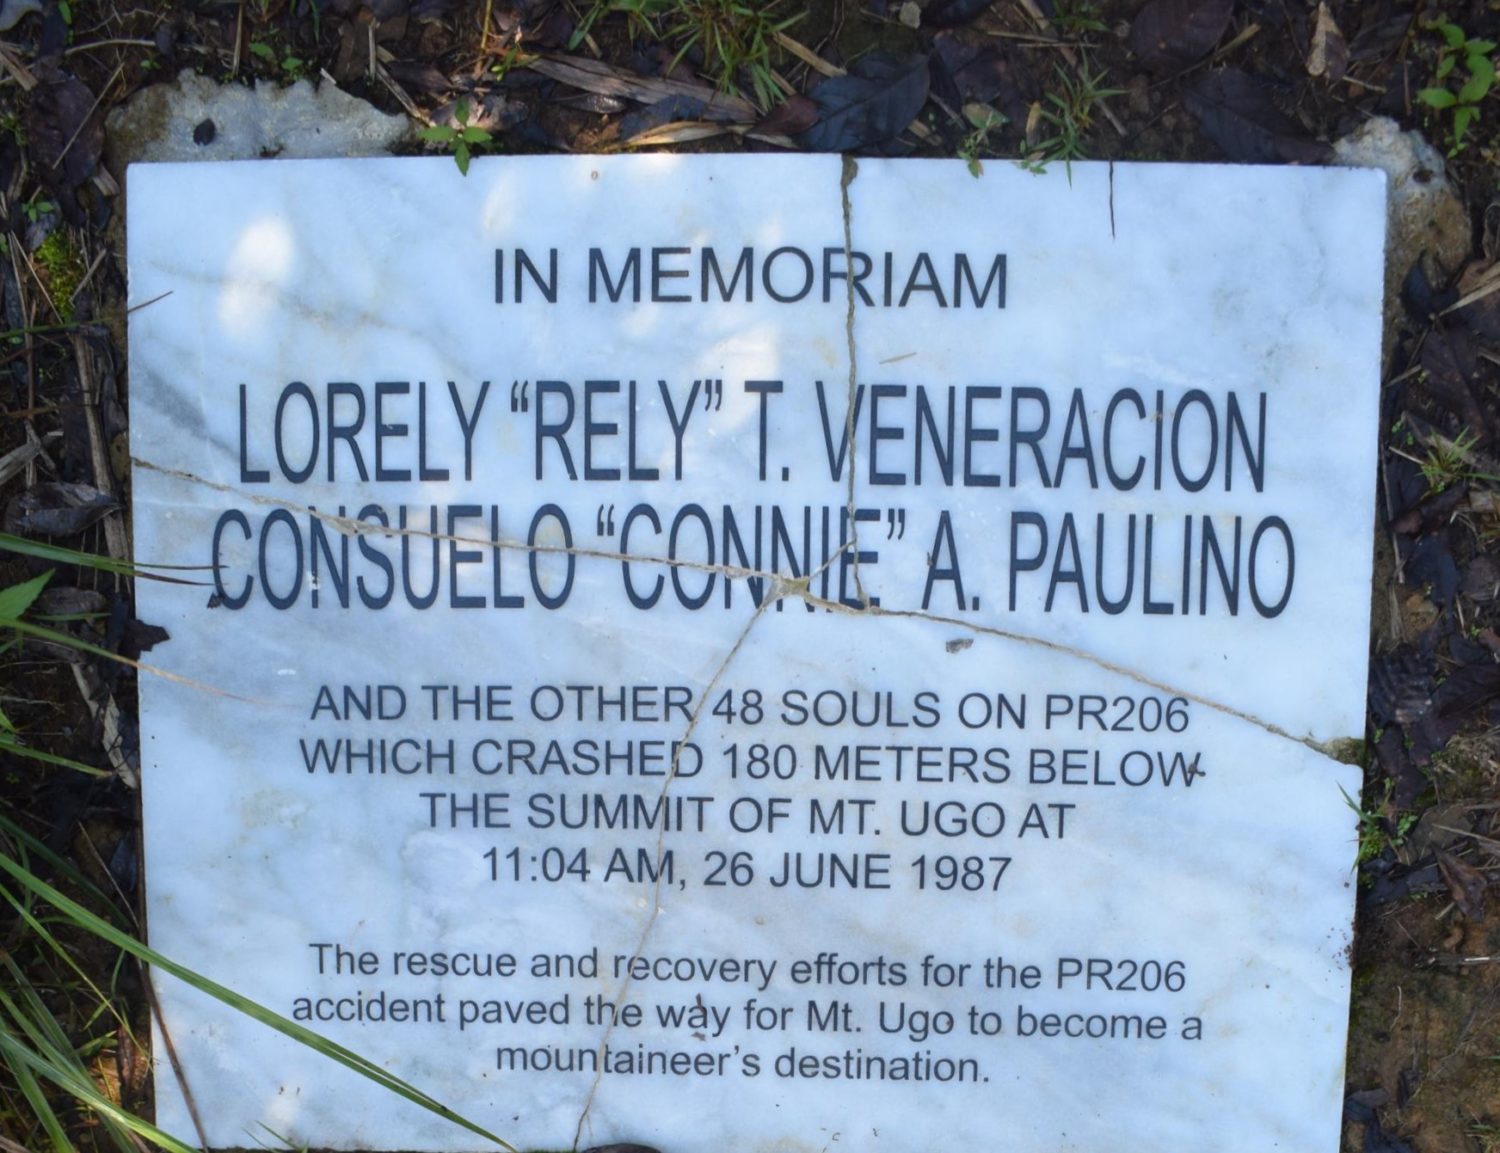 IN MEMORIAM
LORELY “RELY” T. VENERACION
CONSUELO “CONNIE” A. PAULINO
AND THE OTHER 48 SOULS ON PR206
WHICH CRASHED 180 METERS BELOW
THE SUMMIT OF MT. UGO AT
11:04 AM, 26 JUNE 1987
The rescue and recovery efforts for the PR206
accident paved the way for Mt. Ugo to become a
mountaineer’s destination.